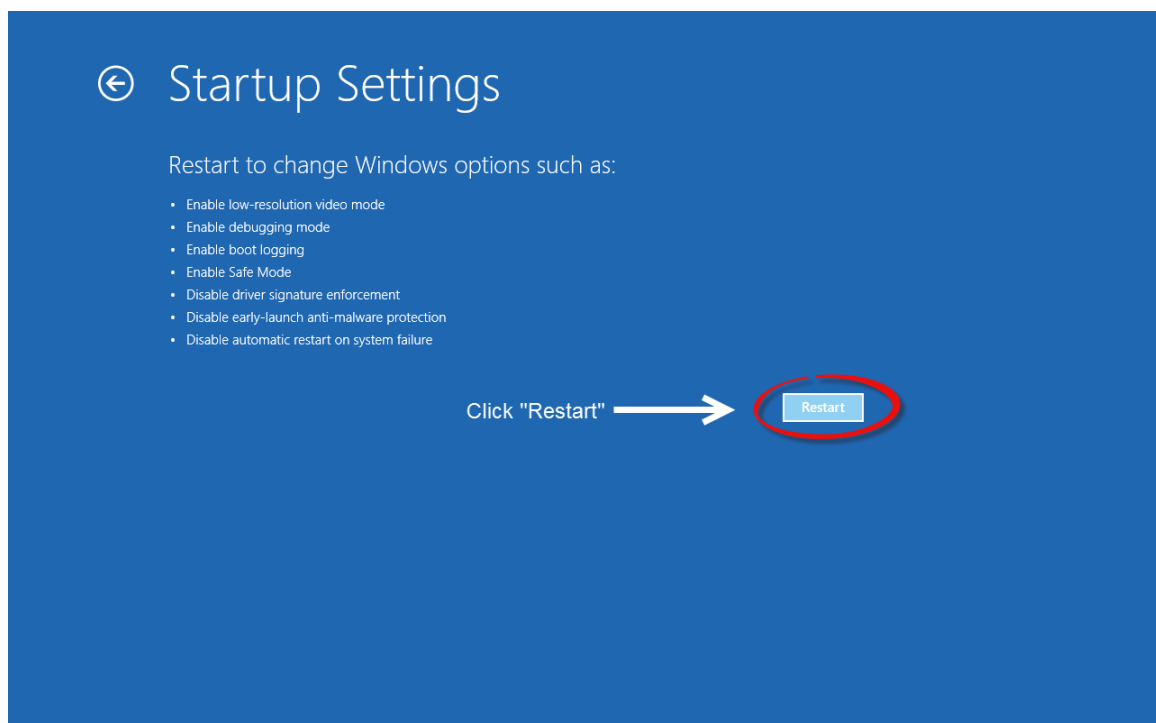 Startup Settings
Restart to change Windows options such as:
• Enable low-resolution video mode
• Enable debugging mode
• Enable boot logging
• Enable Safe Mode
• Disable driver signature enforcement
• Disable early-launch anti-malware protection
• Disable automatic restart on system failure
Click "Restart" Restart